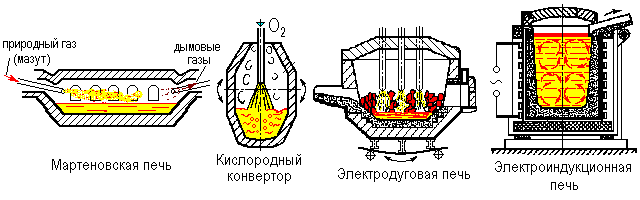 природный газ
(мазут)
дымовые
газы
O₂
C
C
Мартеновская печь
Кислородный
конвертор
Электродуговая печь
Электроиндукционная
печь